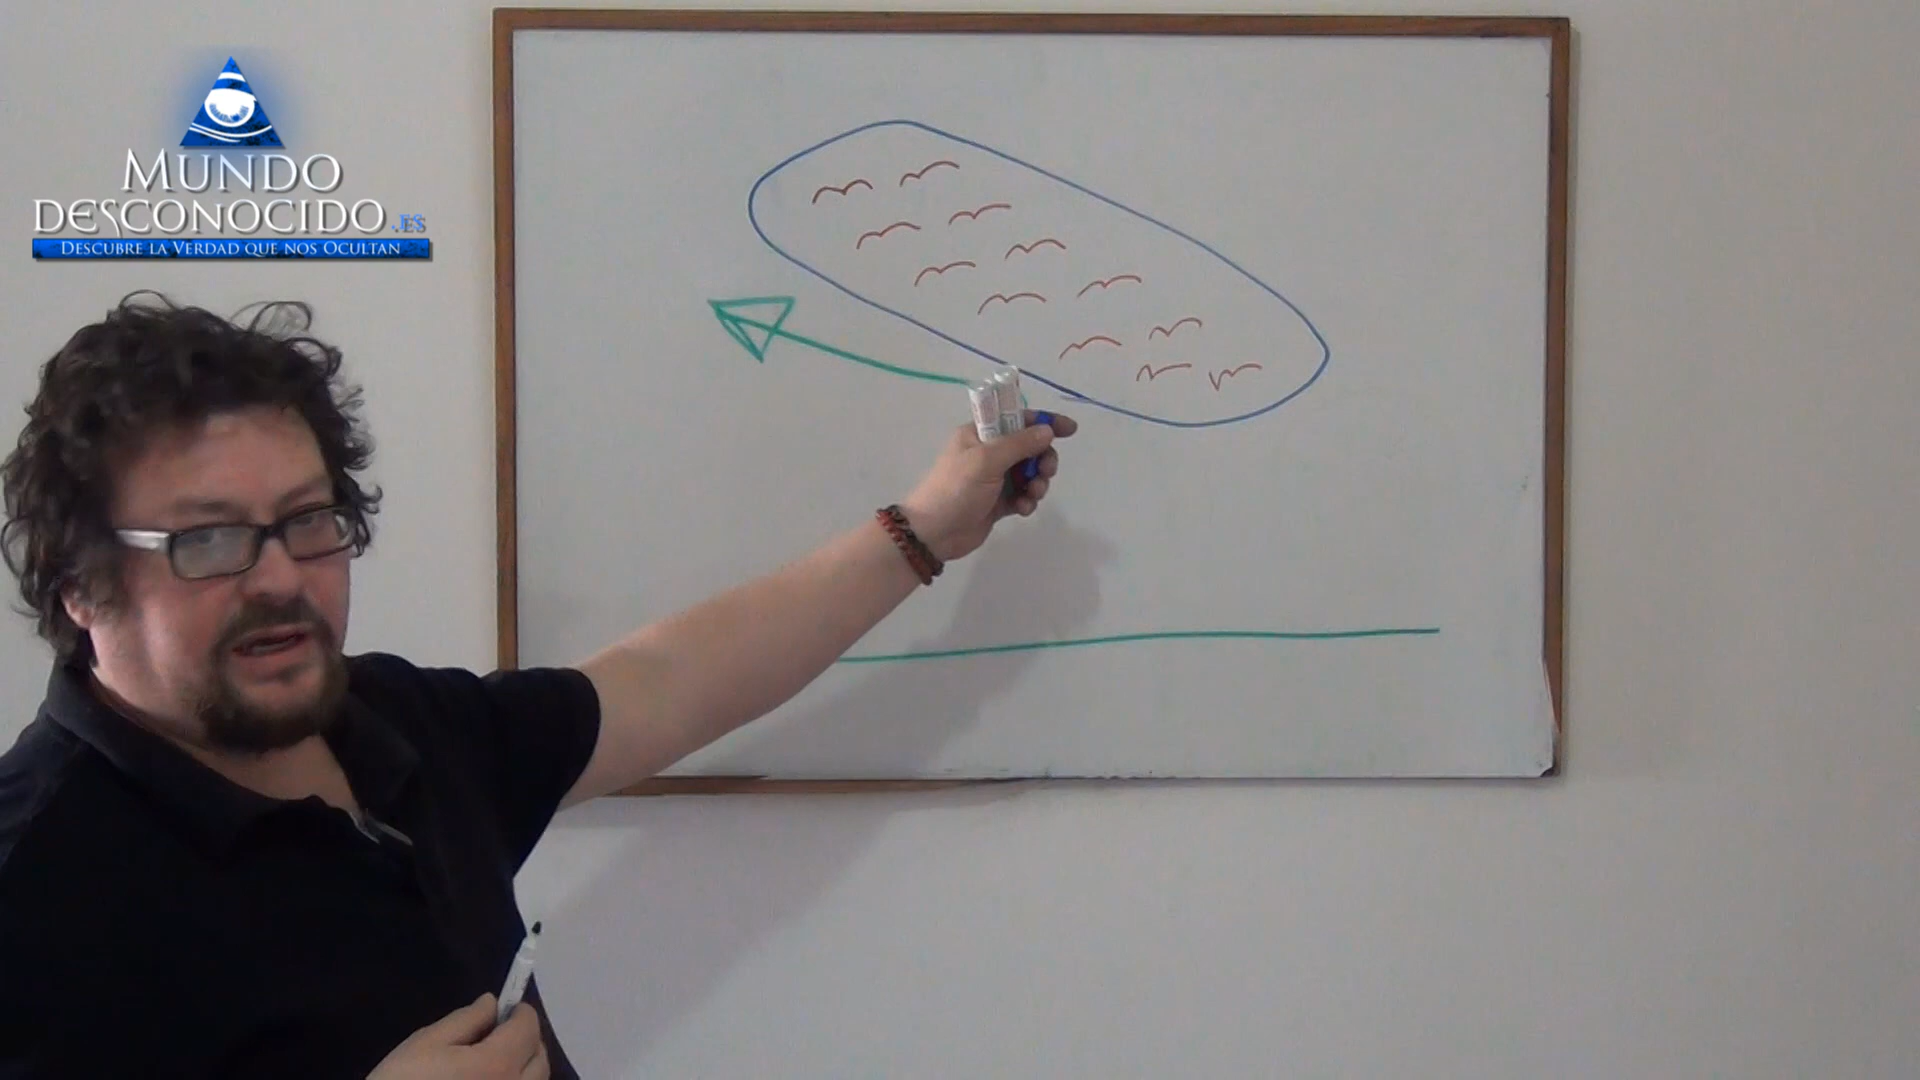 MUNDO
DESCONOCIDO.ES
DESCUBRE LA VERDAD QUE NOS OCULTAN